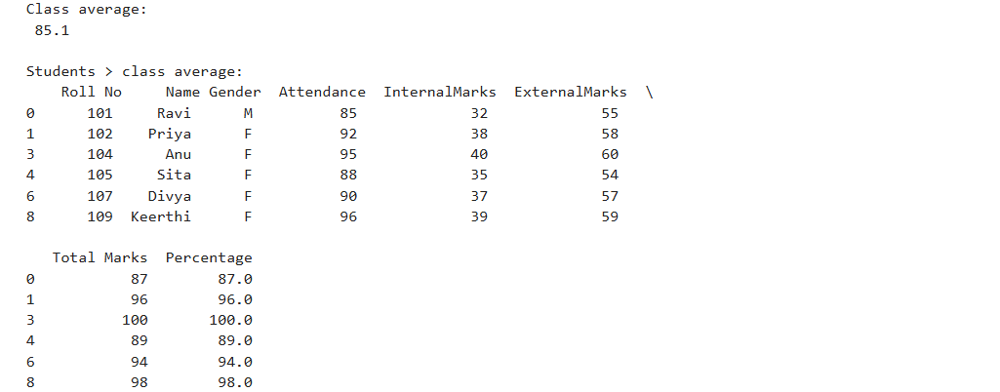 Class average:
 85.1

Students > class average:
    Roll No     Name Gender  Attendance  InternalMarks  ExternalMarks  \
0      101     Ravi      M          85             32             55
1      102    Priya      F          92             38             58
3      104      Anu      F          95             40             60
4      105     Sita      F          88             35             54
6      107    Divya      F          90             37             57
8      109  Keerthi      F          96             39             59

   Total Marks  Percentage
0           87        87.0
1           96        96.0
3          100       100.0
4           89        89.0
6           94        94.0
8           98        98.0